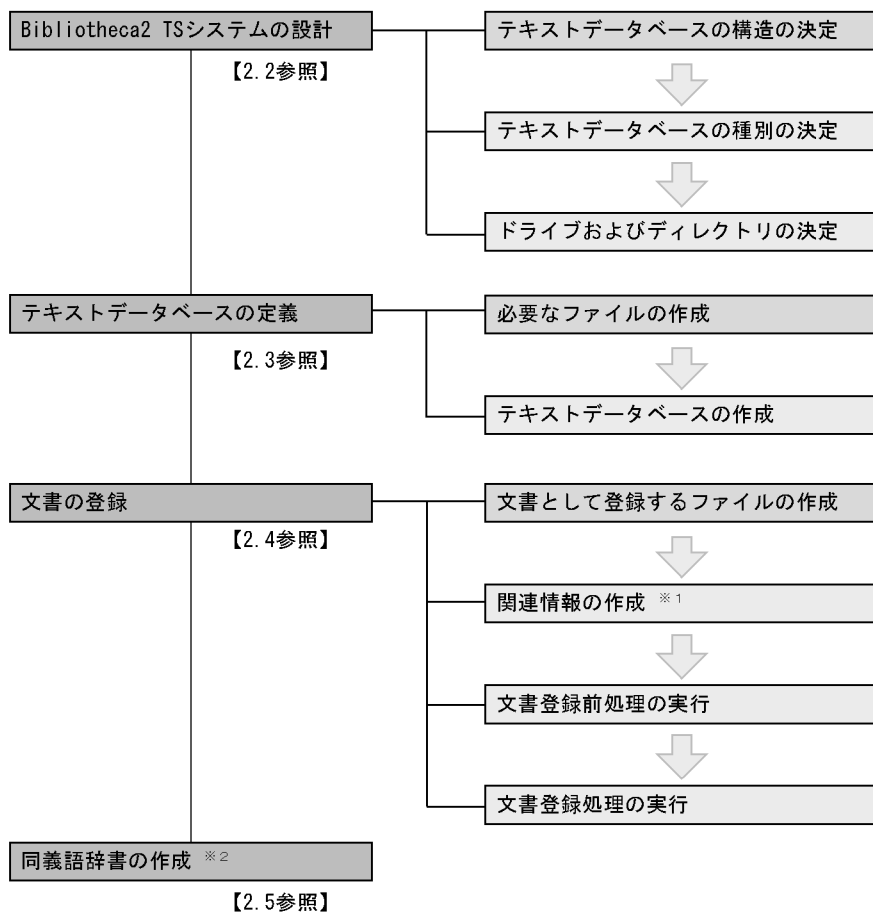 Bibliotheca2 TSシステムの設計
【2.2参照】
テキストデータベースの構造の決定
テキストデータベースの種別の決定
ドライブおよびディレクトリの決定
テキストデータベースの定義
【2.3参照】
必要なファイルの作成
テキストデータベースの作成
文書の登録
【2.4参照】
文書として登録するファイルの作成
関連情報の作成 ※1
文書登録前処理の実行
文書登録処理の実行
同義語辞書の作成 ※2
【2.5参照】